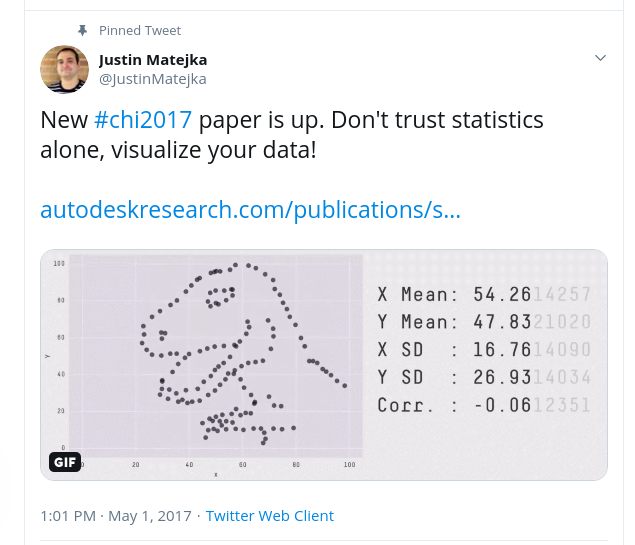 Pinned Tweet
Justin Matejka
@JustinMatejka
New #chi2017 paper is up. Don't trust statistics
alone, visualize your data!
autodeskresearch.com/publications/s...
100
80
60
40
20
0
y
0
20
40
60
80
100
x
X Mean: 54.2614257
Y Mean: 47.8321020
X SD : 16.7614090
Y SD : 26.9314034
Corr. : -0.0612351
GIF
1:01 PM · May 1, 2017 · Twitter Web Client